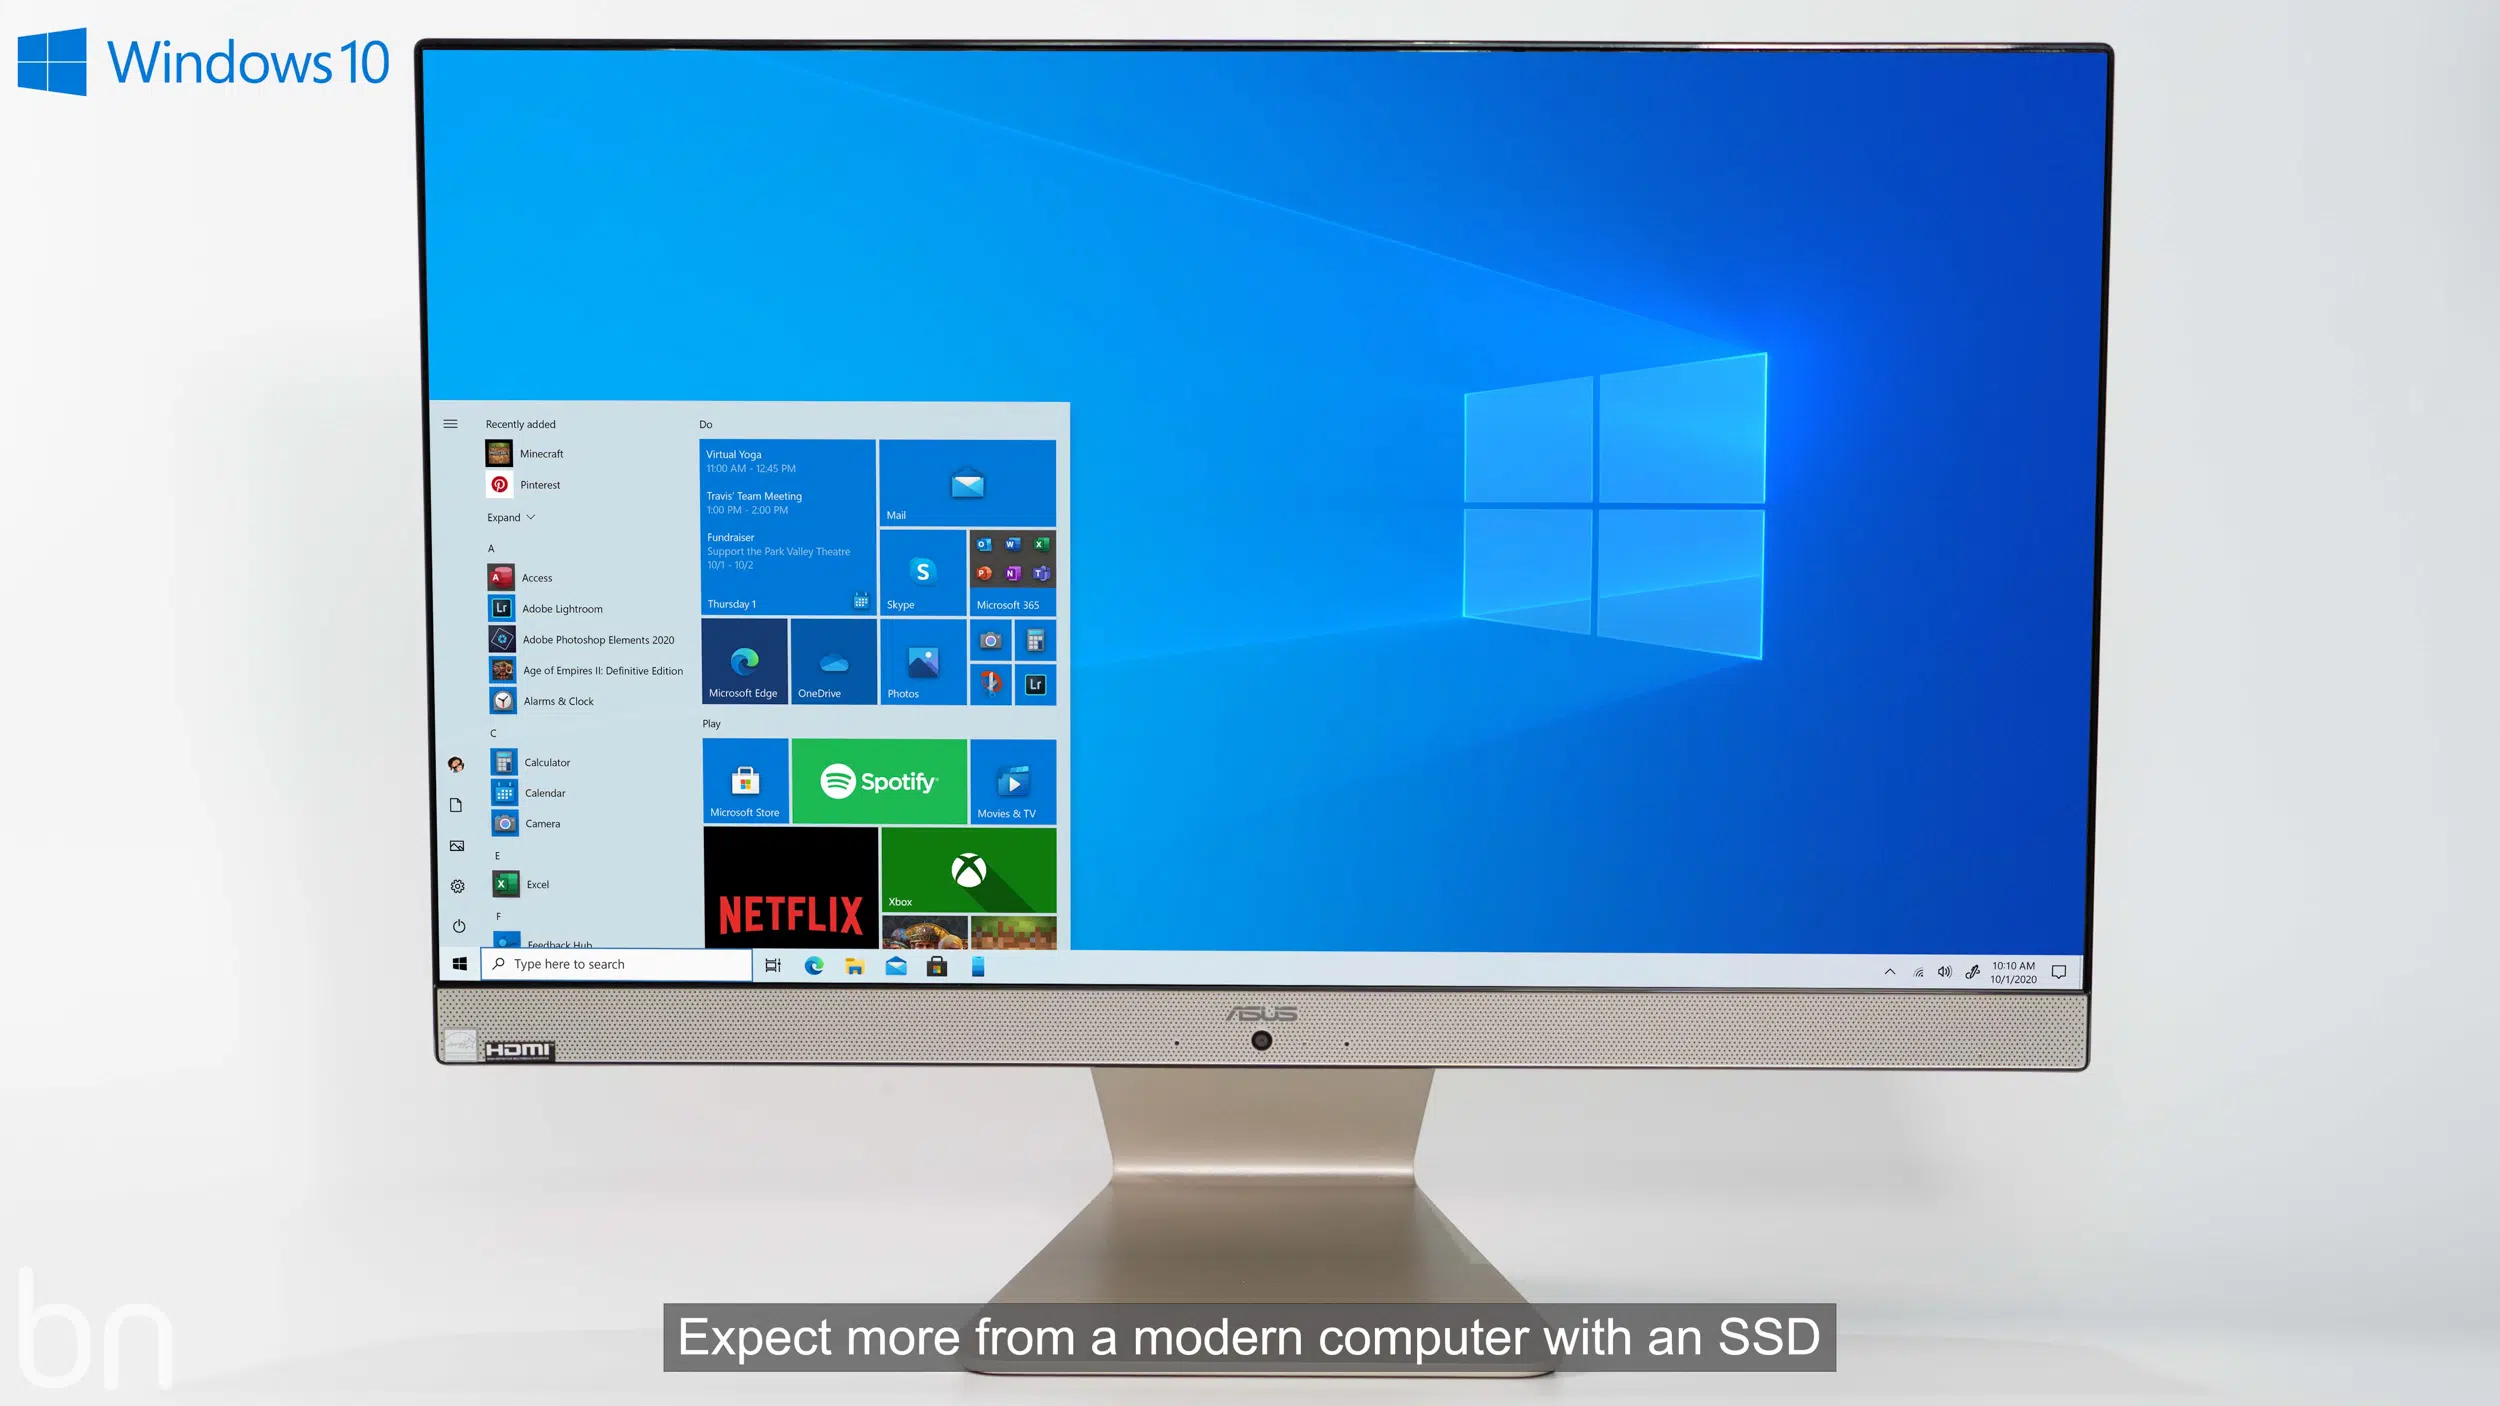 Windows 10
Recently added
Minecraft
Pinterest
Expand
A
Access
Adobe Lightroom
Adobe Photoshop Elements 2020
Age of Empires II: Definitive Edition
Alarms & Clock
C
Calculator
Calendar
Camera
E
Excel
F
Feedback Hub
Do
Virtual Yoga
11:00 AM - 12:45 PM
Travis' Team Meeting
1:00 PM - 2:00 PM
Fundraiser
Support the Park Valley Theatre
10/1 - 10/2
Thursday 1
Mail
Skype
Microsoft 365
Microsoft Edge
OneDrive
Photos
Lr
Play
Microsoft Store
Spotify
Movies & TV
NETFLIX
Xbox
Type here to search
10:10 AM
10/1/2020
ASUS
HDMI
bn
Expect more from a modern computer with an SSD